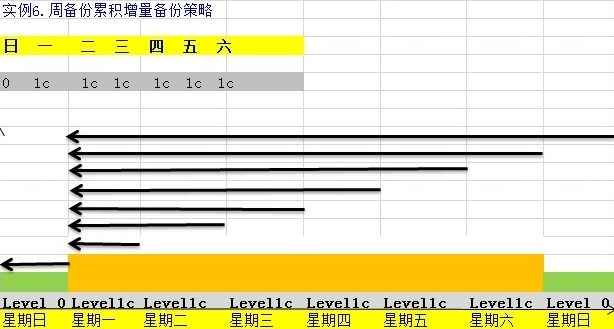 实例6. 周备份累积增量备份策略
日 一 二 三 四 五 六
0 1c 1c 1c 1c 1c 1c
Level 0 Level1c Level1c Level1c Level1c Level1c Level1c Level 0
星期日 星期一 星期二 星期三 星期四 星期五 星期六 星期日